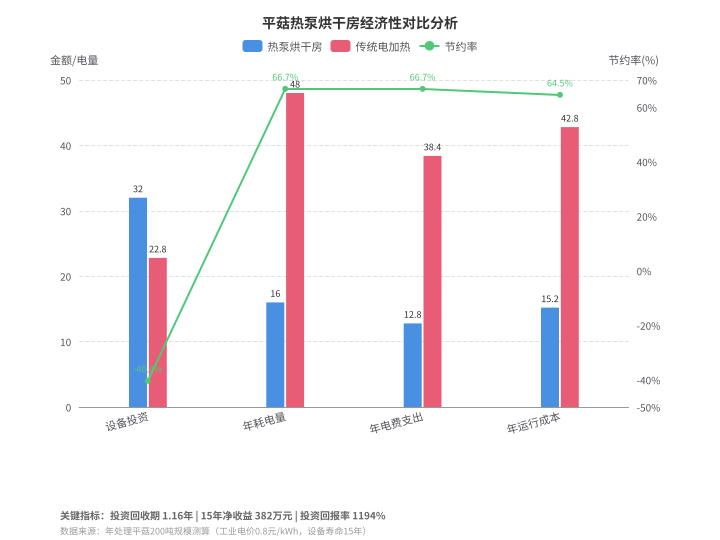 平菇热泵烘干房经济性对比分析
热泵烘干房 传统电加热 节约率
金额/电量 节约率(%)
50 40 30 20 10 0
70% 60% 40% 20% 0% -20% -40% -50%
32 22.8
66.7% 16 48
66.7% 12.8 38.4
64.5% 15.2 42.8
设备投资 年耗电量 年电费支出 年运行成本
关键指标：投资回收期 1.16年 | 15年净收益 382万元 | 投资回报率 1194%
数据来源：年处理平菇200吨规模测算（工业电价0.8元/kWh，设备寿命15年）